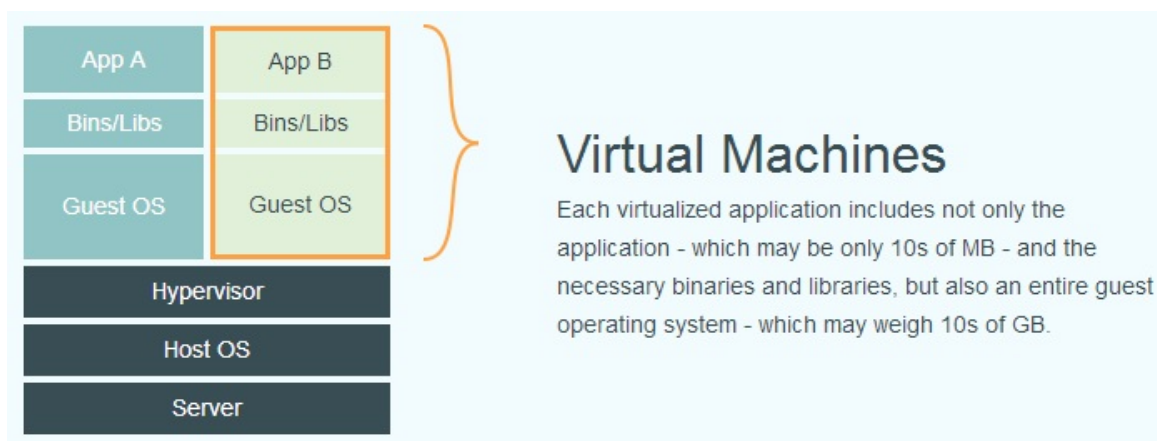 App A App B
Bins/Libs Bins/Libs
Guest OS Guest OS
Hypervisor
Host OS
Server
Virtual Machines
Each virtualized application includes not only the
application - which may be only 10s of MB - and the
necessary binaries and libraries, but also an entire guest
operating system - which may weigh 10s of GB.